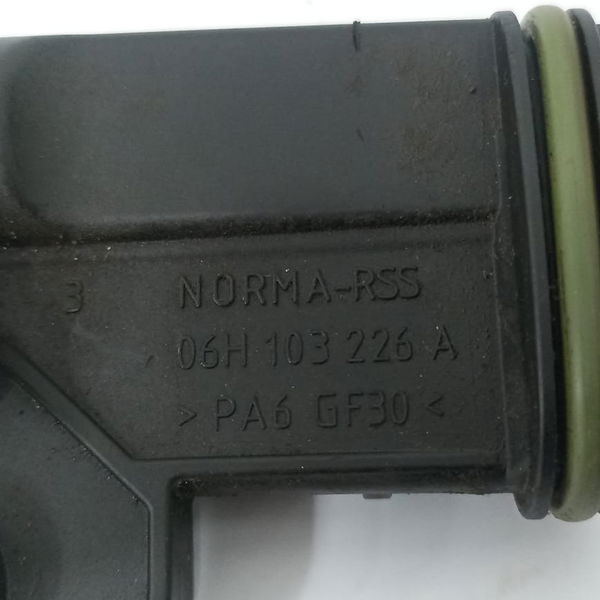 3 NORMA-RSS
06H 103 226 A
> PA6 GF30 <